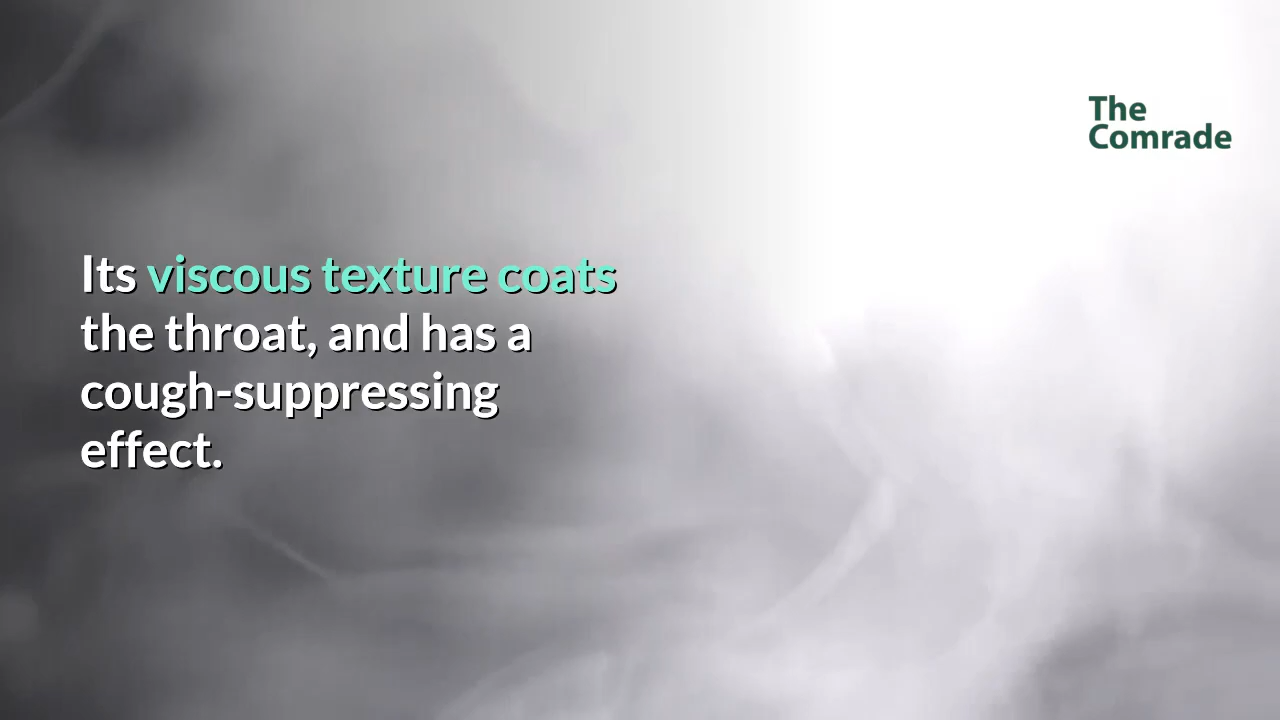 The
Comrade
Its viscous texture coats
the throat, and has a
cough-suppressing
effect.